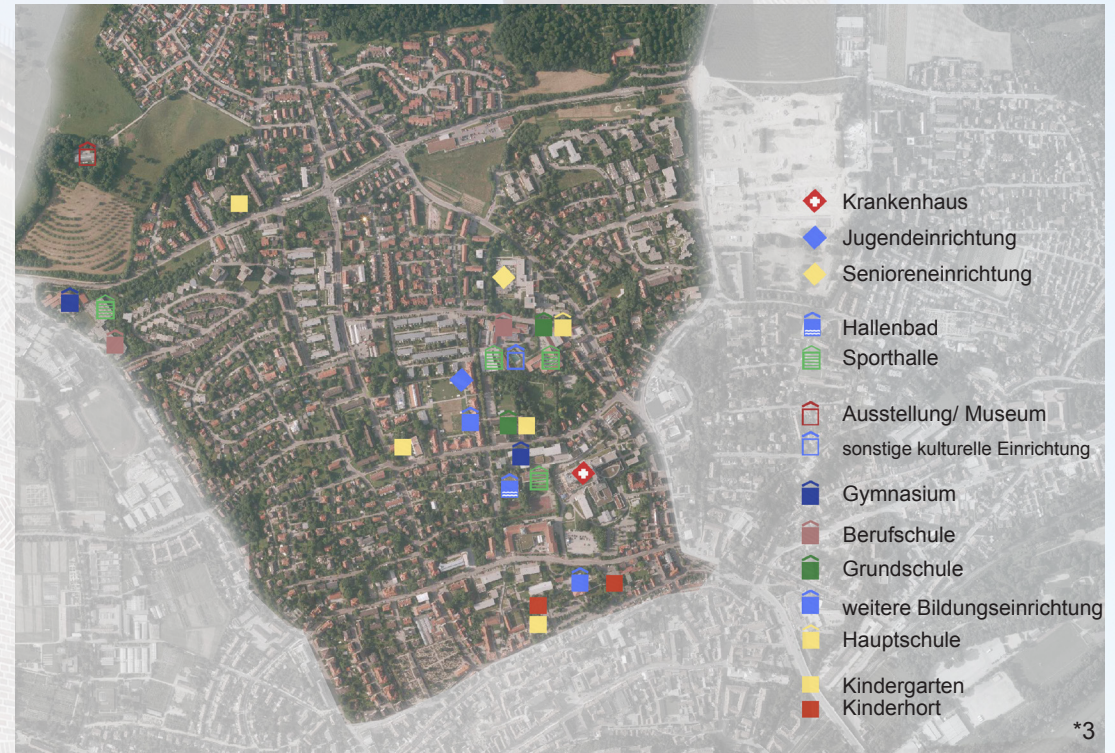 Krankenhaus
Jugendeinrichtung
Senioreneinrichtung
Hallenbad
Sporthalle
Ausstellung/ Museum
sonstige kulturelle Einrichtung
Gymnasium
Berufschule
Grundschule
weitere Bildungseinrichtung
Hauptschule
Kindergarten
Kinderhort
*3